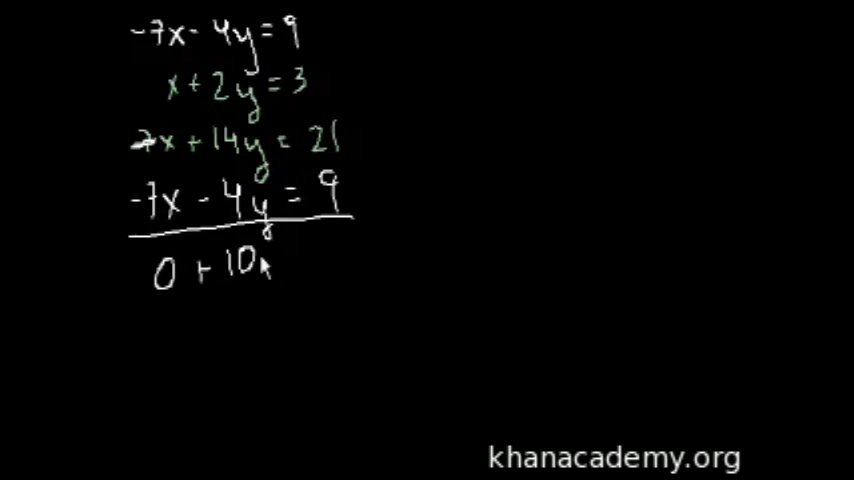 -7x - 4y = 9
x + 2y = 3
7x + 14y = 21
-7x - 4y = 9
0 + 10
khanacademy.org